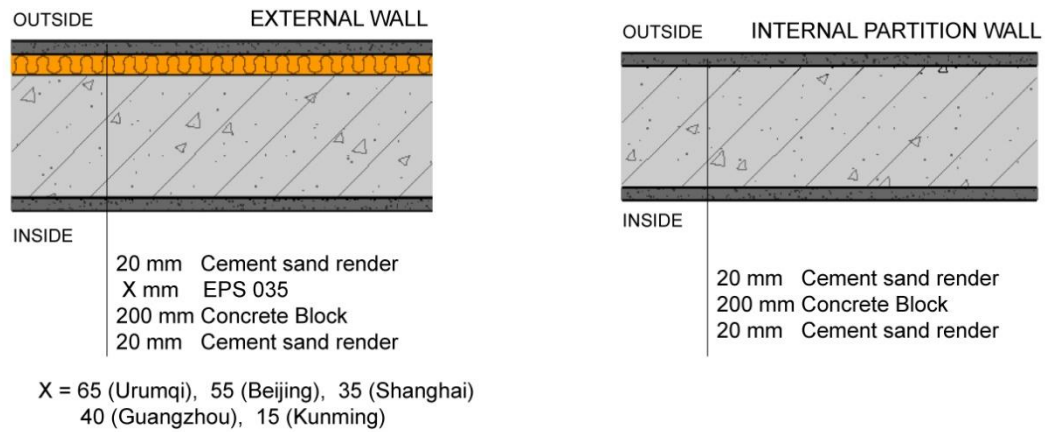 OUTSIDE
EXTERNAL WALL
INSIDE
20 mm Cement sand render
X mm EPS 035
200 mm Concrete Block
20 mm Cement sand render
X = 65 (Urumqi), 55 (Beijing), 35 (Shanghai)
40 (Guangzhou), 15 (Kunming)
OUTSIDE
INTERNAL PARTITION WALL
INSIDE
20 mm Cement sand render
200 mm Concrete Block
20 mm Cement sand render